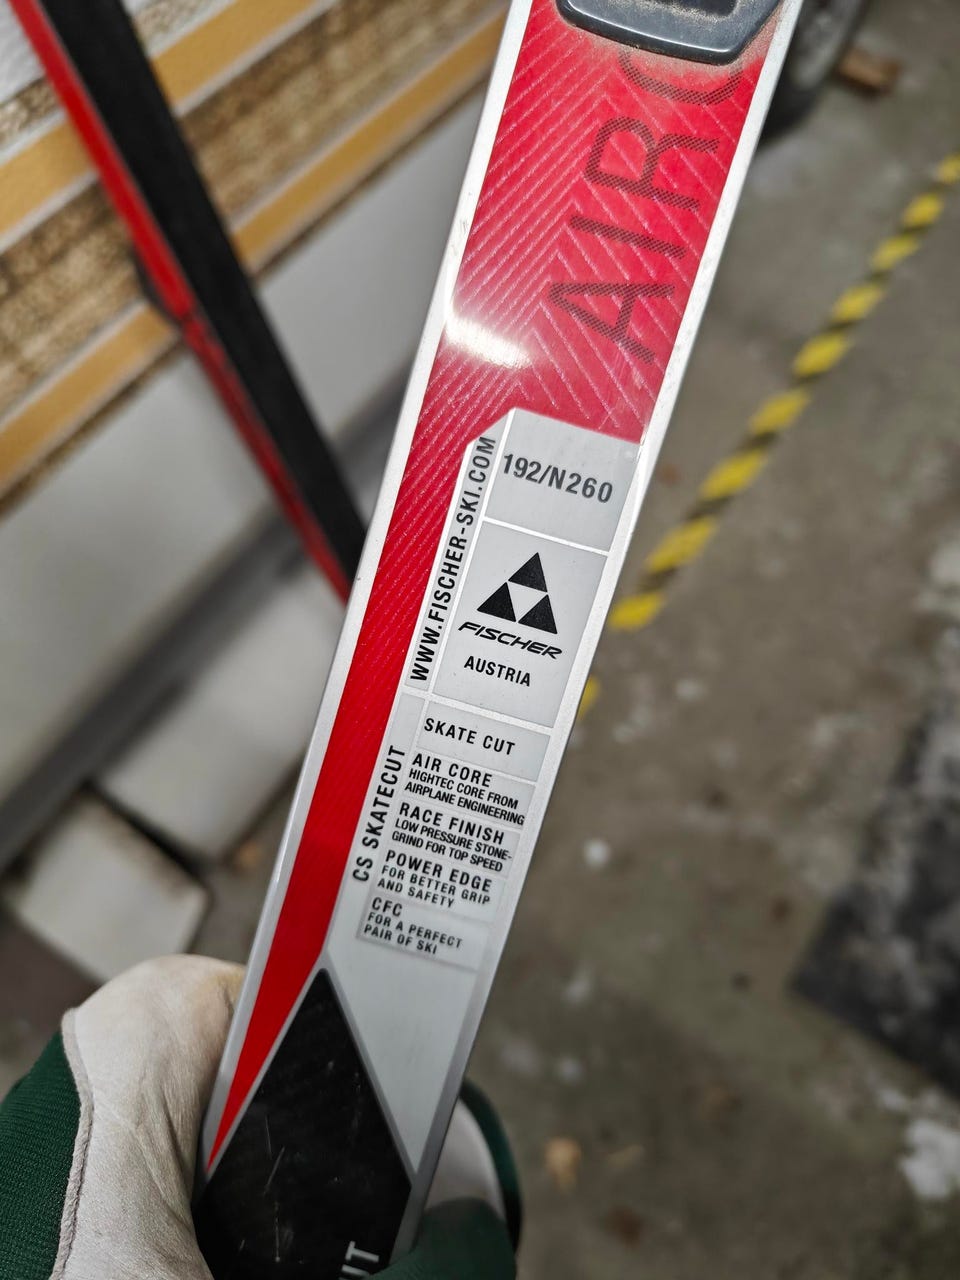 AIRC
192/N260
WWW.FISCHER-SKI.COM
FISCHER
AUSTRIA
SKATE CUT
CS SKATECUT
AIR CORE
HIGHTEC CORE FROM
AIRPLANE ENGINEERING
RACE FINISH
LOW PRESSURE STONE-
GRIND FOR TOP SPEED
POWER EDGE
FOR BETTER GRIP
AND SAFETY
CFC
FOR A PERFECT
PAIR OF SKI
UT